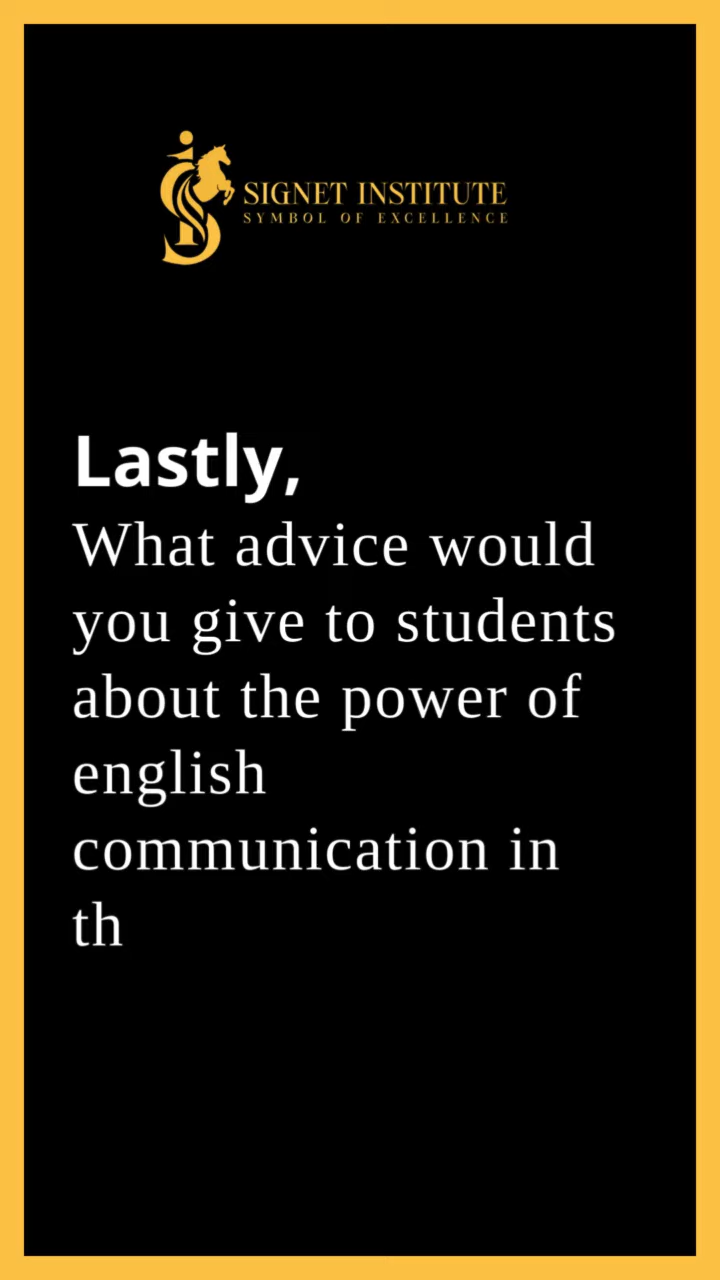 SIGNET INSTITUTE
SYMBOL OF EXCELLENCE
Lastly,
What advice would
you give to students
about the power of
english
communication in
th